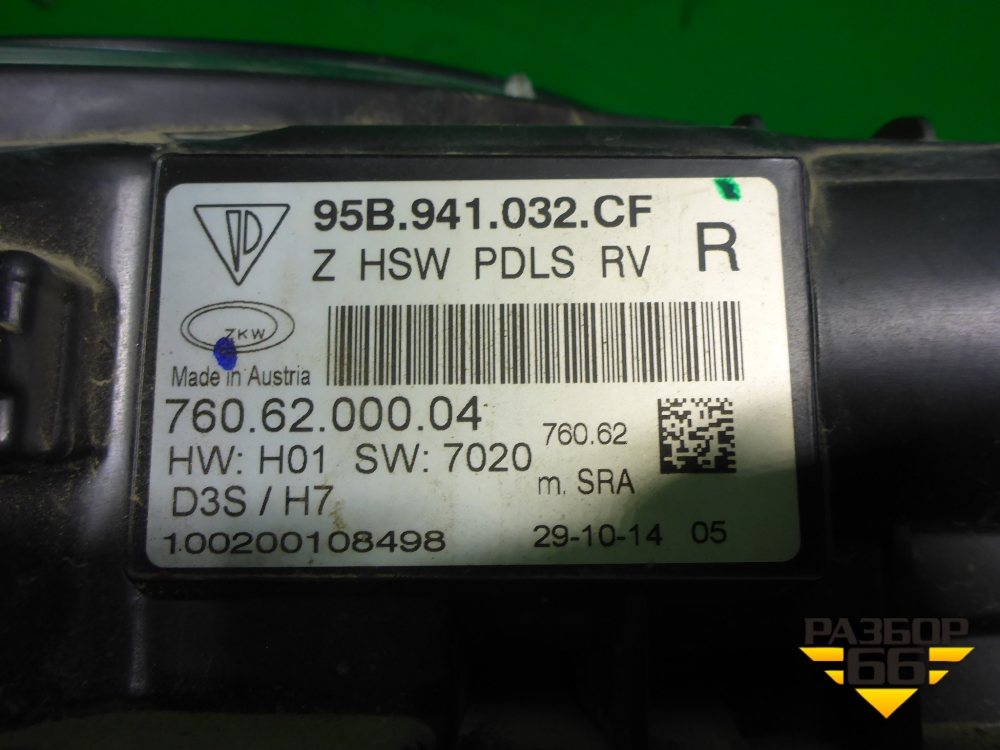 95B.941.032.CF
Z HSW PDLS RV R
ZKW
Made in Austria
760.62.000.04
760.62
HW: H01 SW: 7020
m. SRA
D3S / H7
100200108498
29-10-14 05
РАЗБОР
66